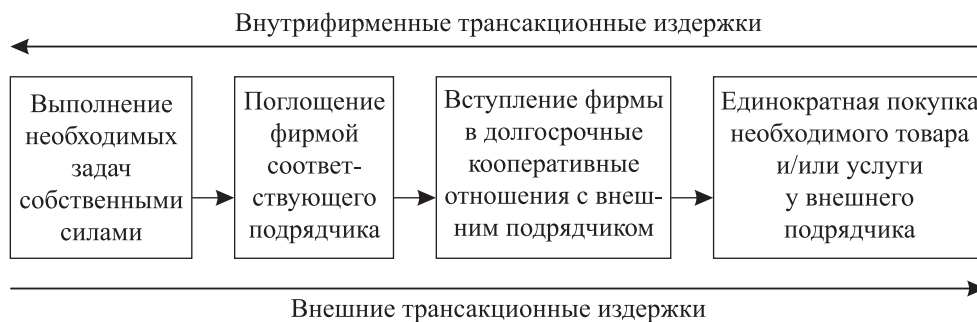 Внутрифирменные трансакционные издержки
Выполнение
необходимых
задач
собственными
силами
Поглощение
фирмой
соответ-
ствующего
подрядчика
Вступление фирмы
в долгосрочные
кооперативные
отношения с внеш-
ним подрядчиком
Единократная покупка
необходимого товара
и/или услуги
у внешнего
подрядчика
Внешние трансакционные издержки